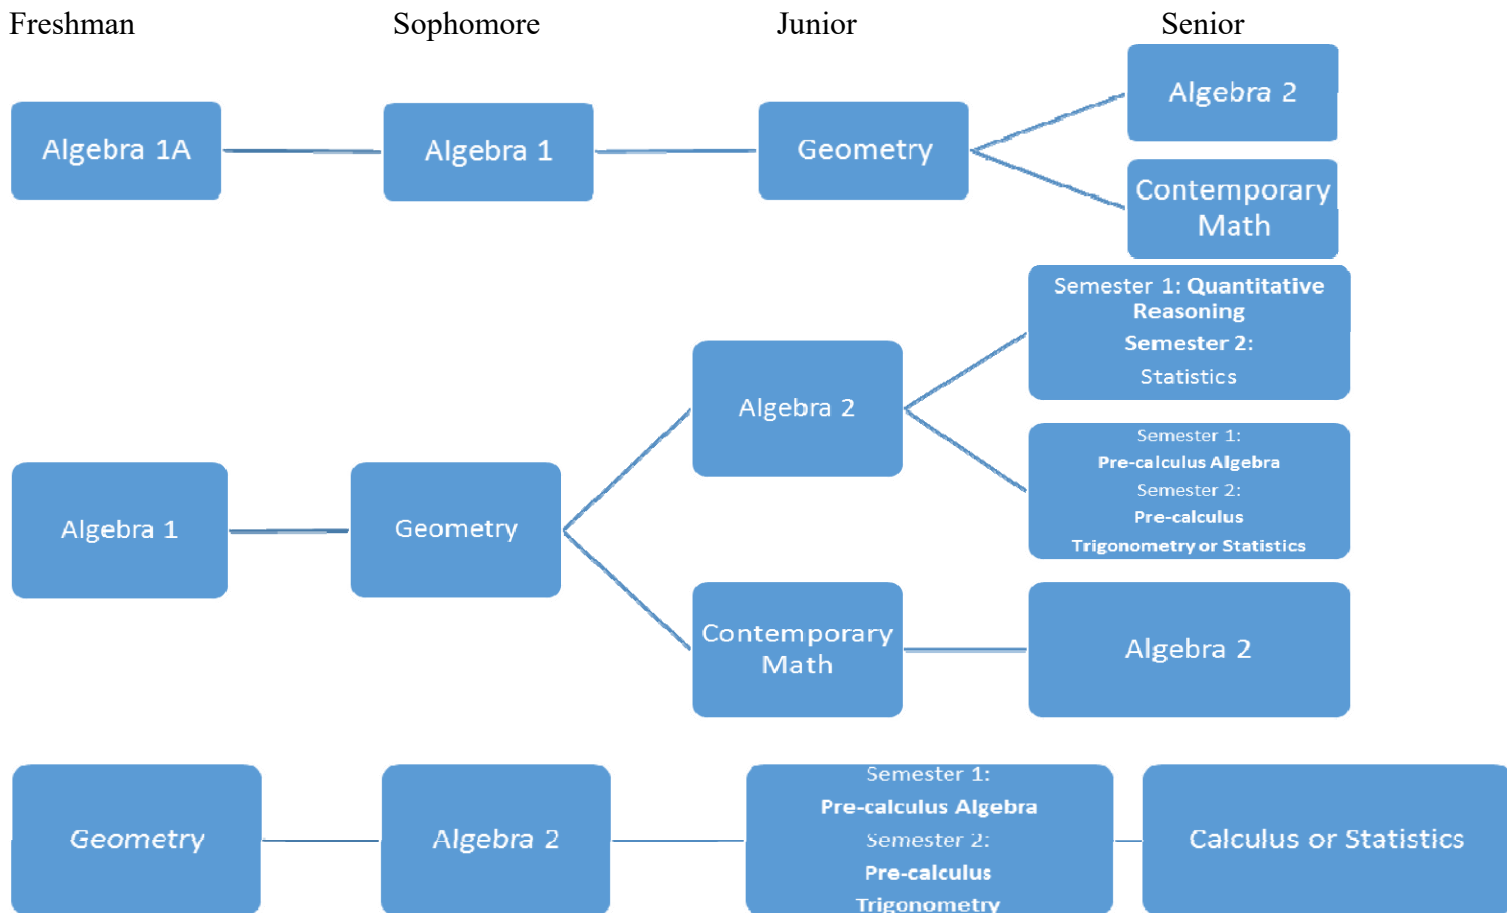 Freshman
Sophomore
Junior
Senior
Algebra 1A
Algebra 1
Geometry
Algebra 2
Contemporary
Math
Algebra 1
Geometry
Algebra 2
Semester 1: Quantitative
Reasoning
Semester 2:
Statistics
Semester 1:
Pre-calculus Algebra
Semester 2:
Pre-calculus
Trigonometry or Statistics
Contemporary
Math
Algebra 2
Geometry
Algebra 2
Semester 1:
Pre-calculus Algebra
Semester 2:
Pre-calculus
Trigonometry
Calculus or Statistics